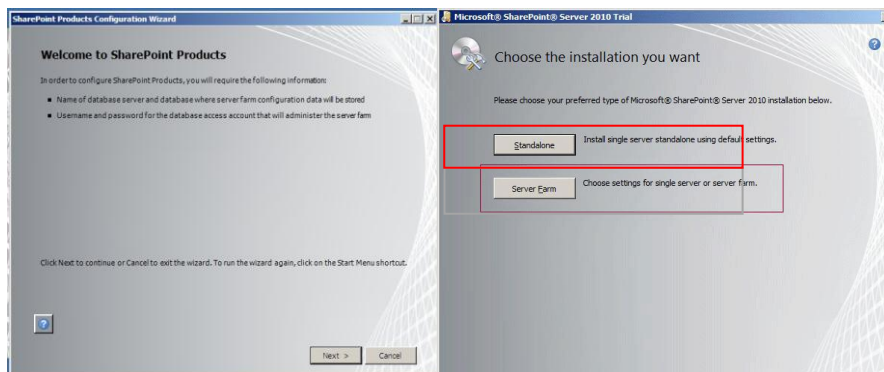 SharePoint Products Configuration Wizard
Welcome to SharePoint Products
In order to configure SharePoint Products, you will require the following information:
Name of database server and database where server farm configuration data will be stored
Username and password for the database access account that will administer the server farm
Click Next to continue or Cancel to exit the wizard. To run the wizard again, click on the Start Menu shortcut.
?
Next >
Cancel
Microsoft® SharePoint® Server 2010 Trial
?
Choose the installation you want
Please choose your preferred type of Microsoft® SharePoint® Server 2010 installation below.
Standalone
Install single server standalone using default settings.
Server Farm
Choose settings for single server or server farm.